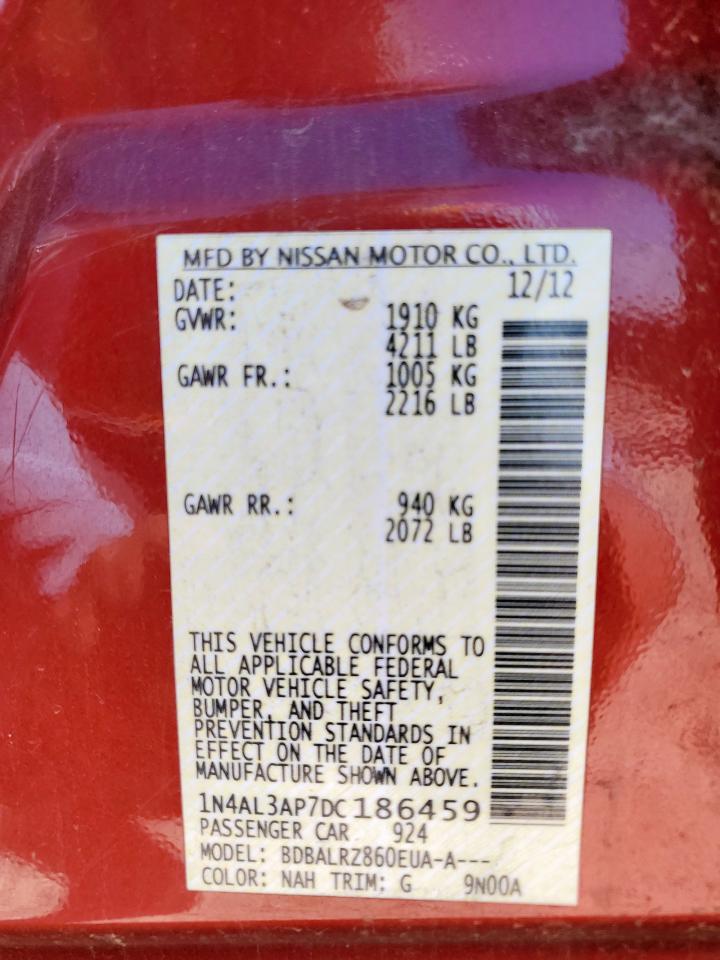 MFD BY NISSAN MOTOR CO., LTD.
DATE: 12/12
GVWR: 1910 KG
4211 LB
GAWR FR.: 1005 KG
2216 LB
GAWR RR.: 940 KG
2072 LB
THIS VEHICLE CONFORMS TO
ALL APPLICABLE FEDERAL
MOTOR VEHICLE SAFETY,
BUMPER, AND THEFT
PREVENTION STANDARDS IN
EFFECT ON THE DATE OF
MANUFACTURE SHOWN ABOVE.
1N4AL3AP7DC186459
PASSENGER CAR 924
MODEL: BDBALRZ860EUA-A---
COLOR: NAH TRIM: G 9N00A